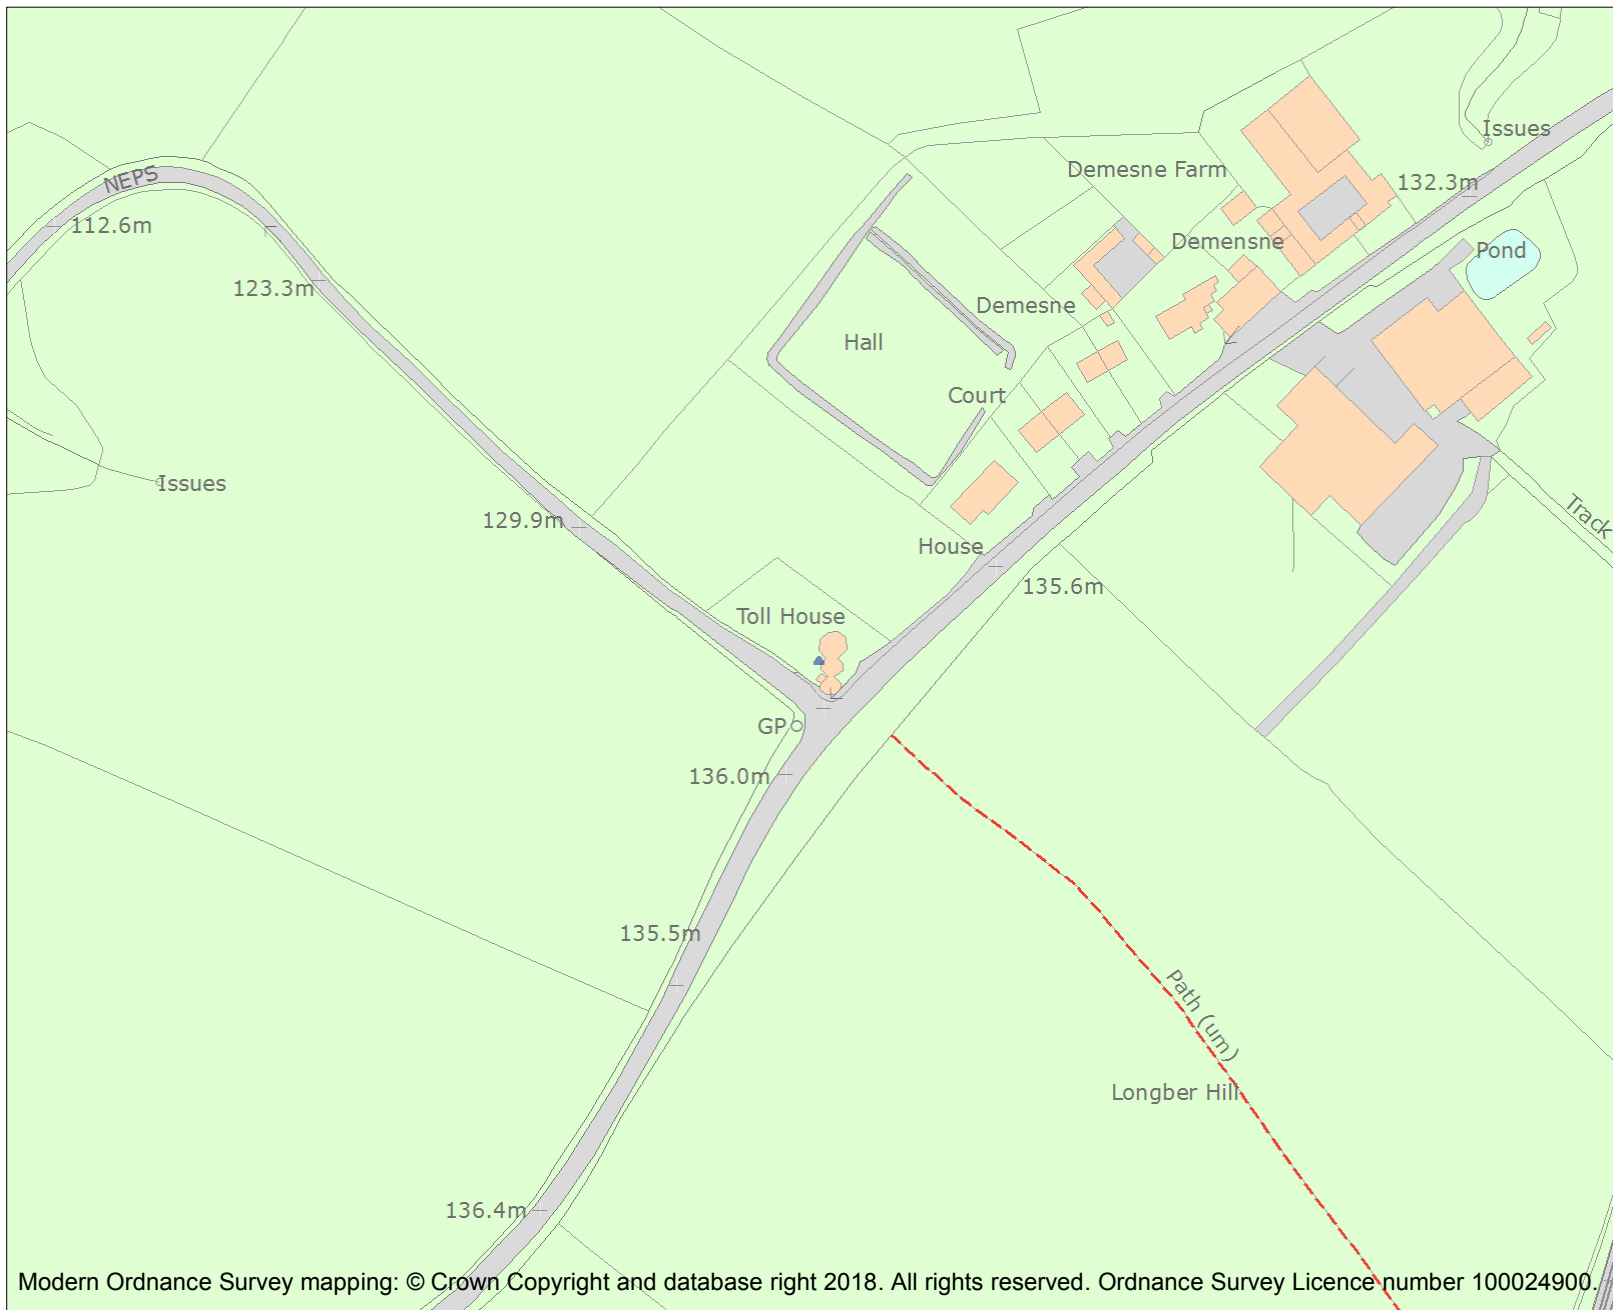 Issues
Demesne Farm
NEPS
132.3m
112.6m
Demensne
Pond
123.3m
Demesne
Hall
Court
Issues
Track
129.9m
House
135.6m
Toll House
GP
136.0m
135.5m
Path (um)
Longber Hill
136.4m
Modern Ordnance Survey mapping: © Crown Copyright and database right 2018. All rights reserved. Ordnance Survey Licence number 100024900.